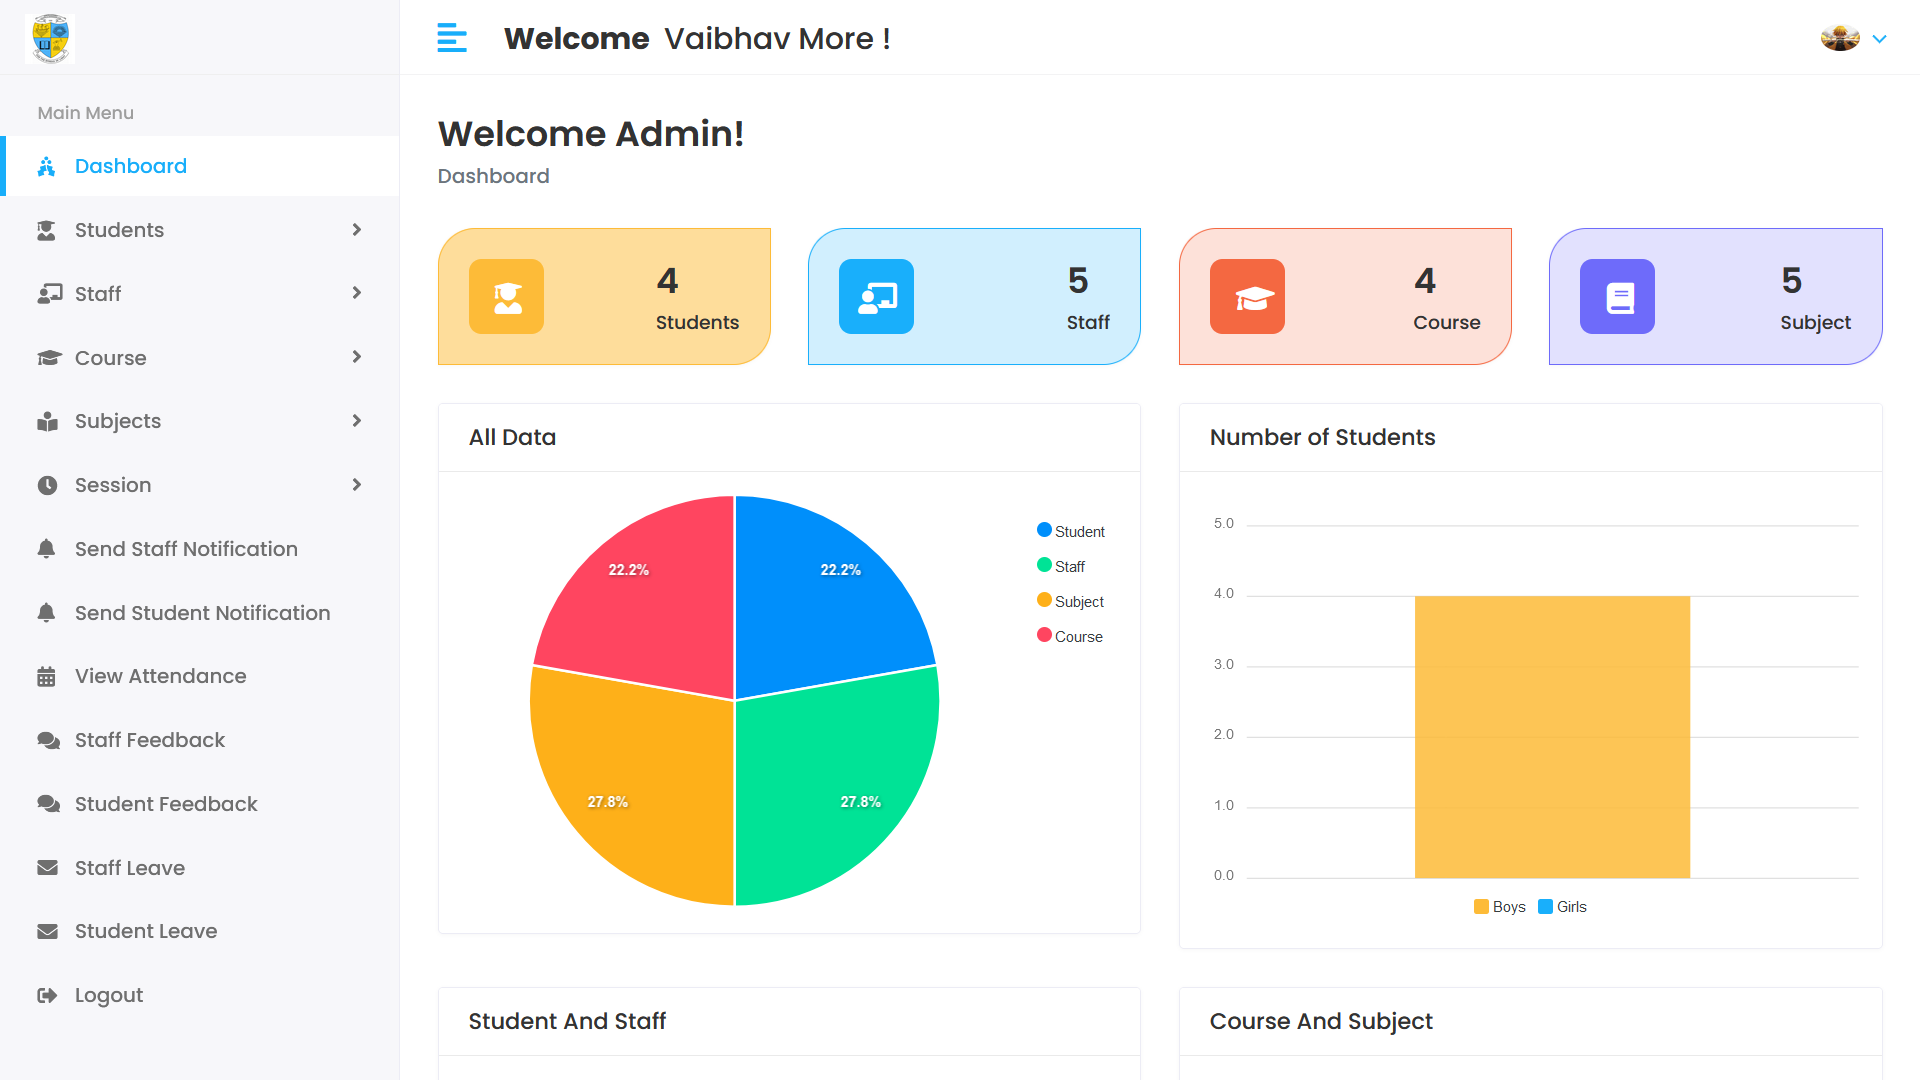 Welcome Vaibhav More !
Main Menu
Dashboard
Students
Staff
Course
Subjects
Session
Send Staff Notification
Send Student Notification
View Attendance
Staff Feedback
Student Feedback
Staff Leave
Student Leave
Logout
Welcome Admin!
Dashboard
4
Students
5
Staff
4
Course
5
Subject
All Data
22.2%
22.2%
27.8%
27.8%
Student
Staff
Subject
Course
Number of Students
5.0
4.0
3.0
2.0
1.0
0.0
Boys Girls
Student And Staff
Course And Subject